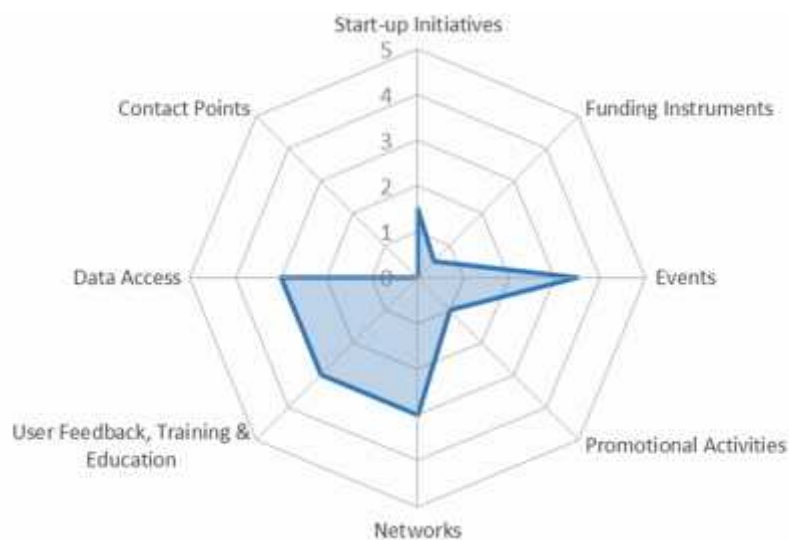 Start-up Initiatives
5
Contact Points
4
Funding Instruments
3
2
1
Data Access
0
Events
User Feedback, Training &
Education
Promotional Activities
Networks